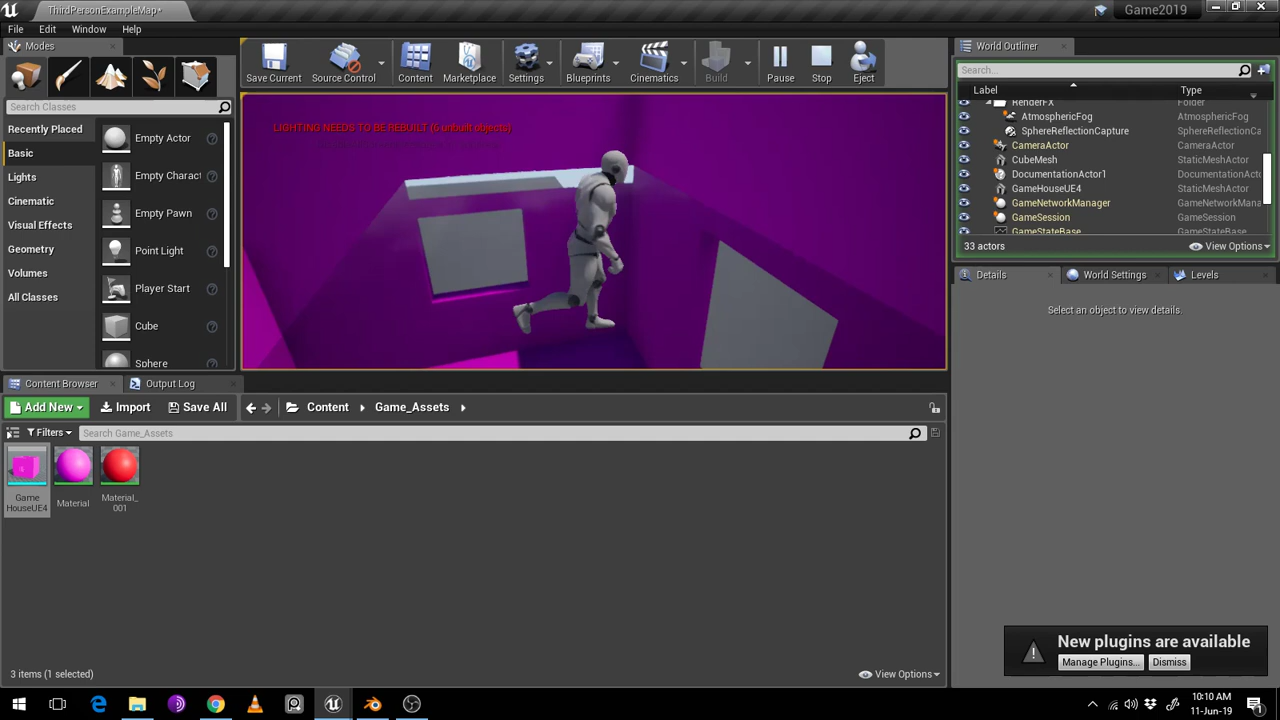 ThirdPersonExampleMap*
Game2019
File Edit Window Help
Modes
Search Classes
Recently Placed
Basic
Lights
Cinematic
Visual Effects
Geometry
Volumes
All Classes
Empty Actor
Empty Charact
Empty Pawn
Point Light
Player Start
Cube
Sphere
Save Current
Source Control
Content
Marketplace
Settings
Blueprints
Cinematics
Build
Pause
Stop
Eject
LIGHTING NEEDS TO BE REBUILT (6 unbuilt objects)
World Outliner
Search...
Label Type
RenderFX Folder
AtmosphericFog AtmosphericFog
SphereReflectionCapture SphereReflectionCa
CameraActor CameraActor
CubeMesh StaticMeshActor
DocumentationActor1 DocumentationActo
GameHouseUE4 StaticMeshActor
GameNetworkManager GameNetworkMana
GameSession GameSession
GameStateBase GameStateBase
33 actors View Options
Details World Settings Levels
Select an object to view details.
Content Browser Output Log
Add New Import Save All Content Game_Assets
Filters Search Game_Assets
Game
HouseUE4
Material
Material_
001
3 items (1 selected) View Options
New plugins are available
Manage Plugins... Dismiss
10:10 AM
11-Jun-19
1